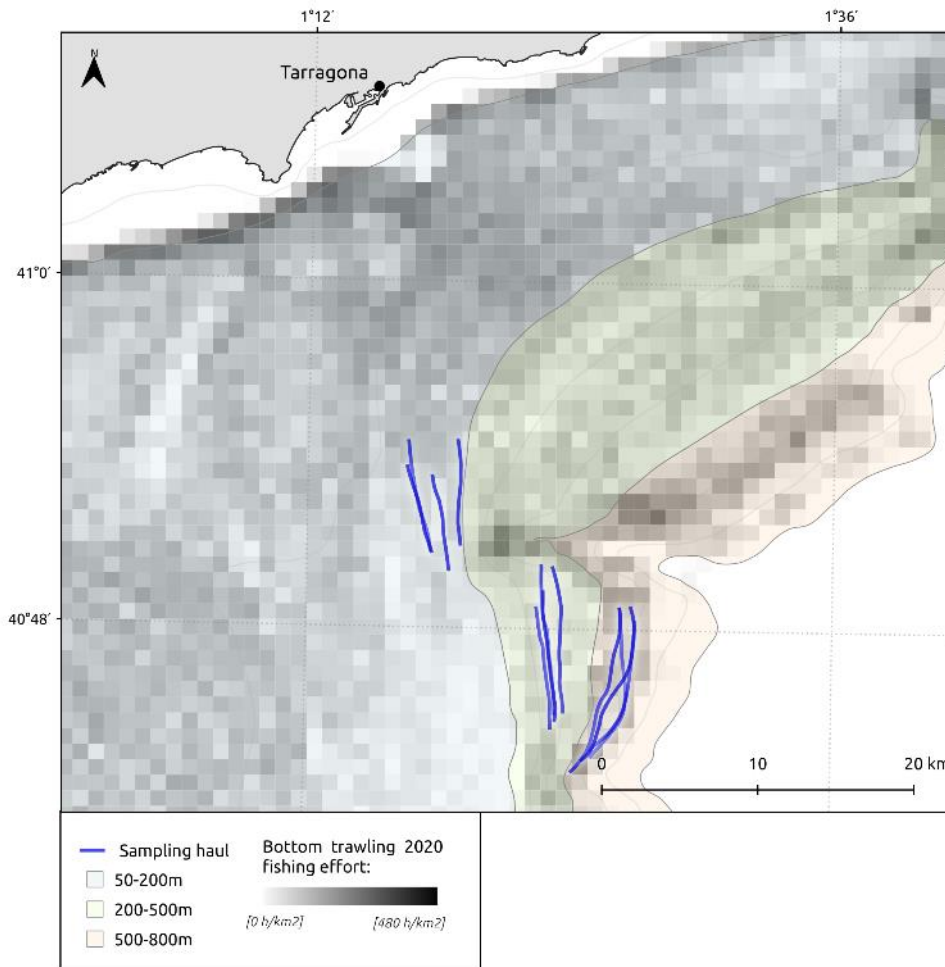 1°12′
1°36′
N
Tarragona
41°0′
40°48′
0 10 20 km
Sampling haul
50-200m
200-500m
500-800m
Bottom trawling 2020
fishing effort:
[0 h/km2] [480 h/km2]